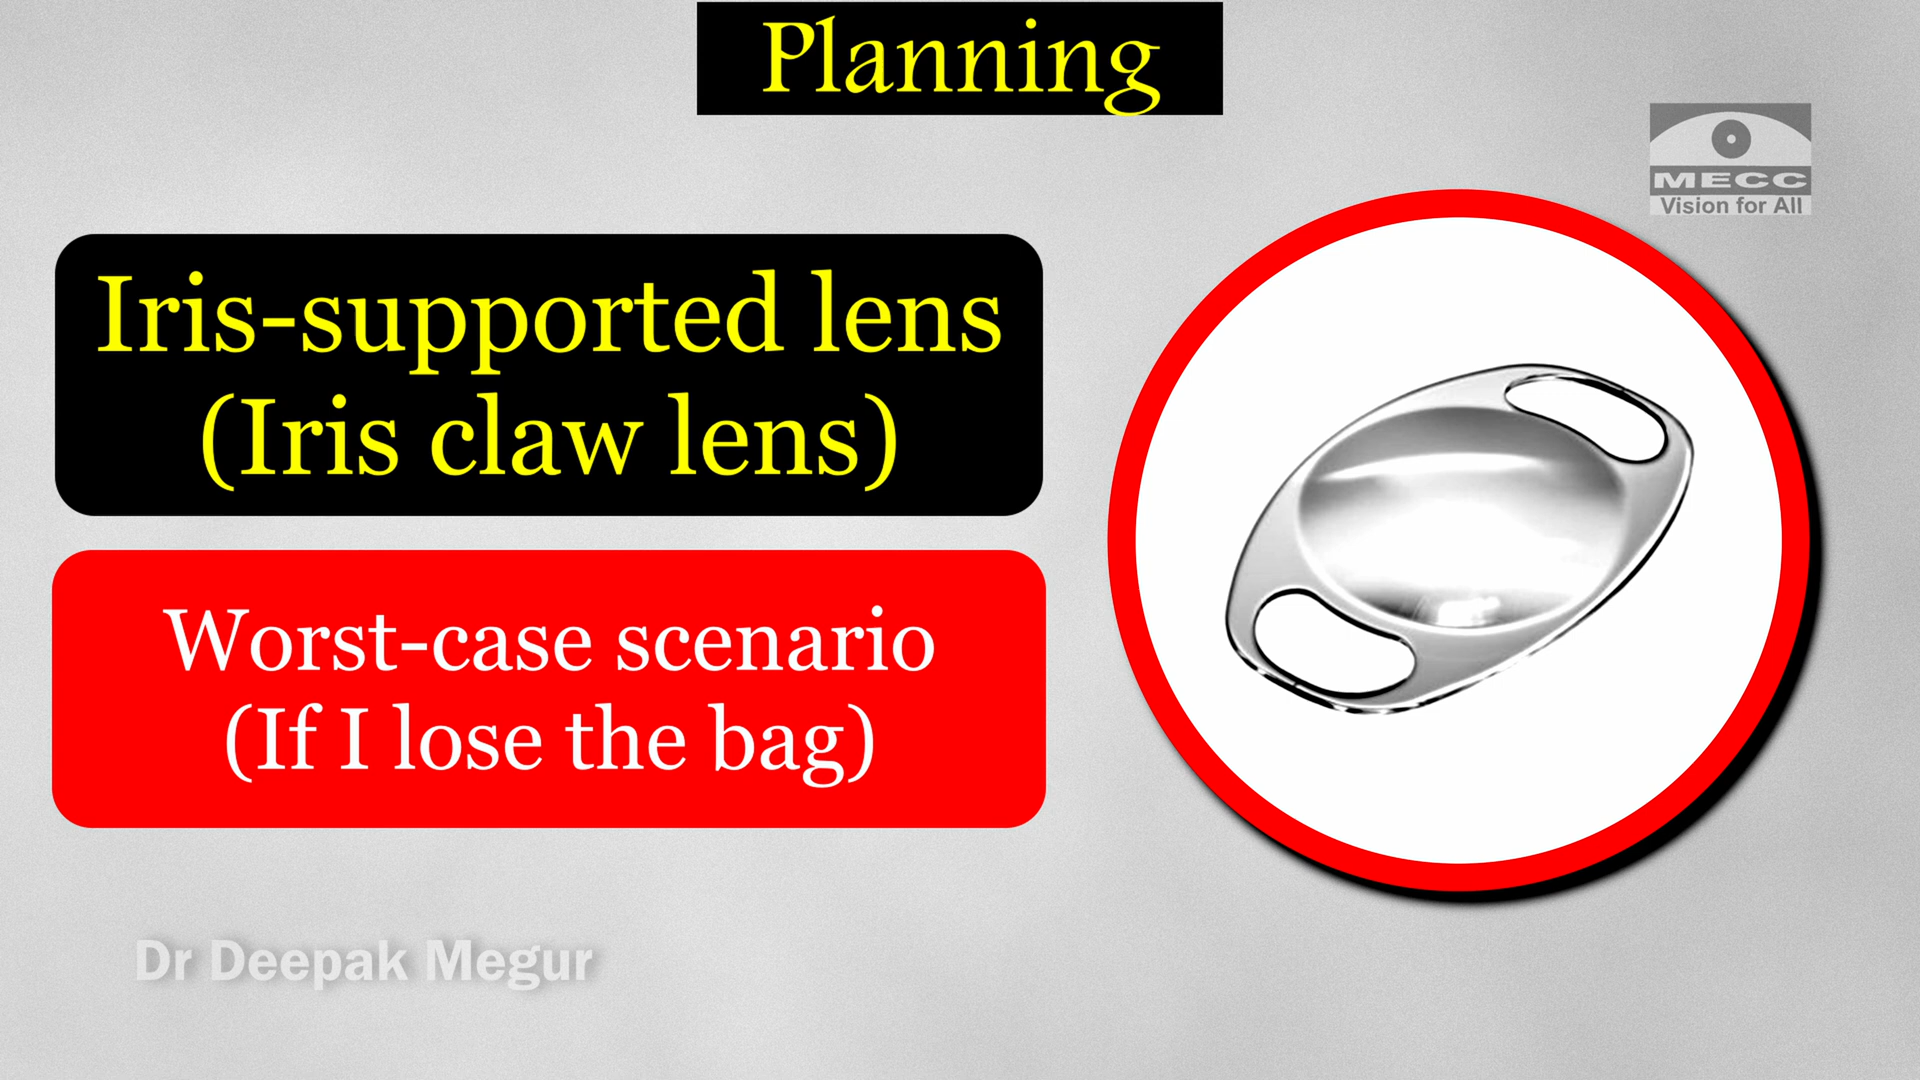 Planning
MECC
Vision for All
Iris-supported lens
(Iris claw lens)
Worst-case scenario
(If I lose the bag)
Dr Deepak Megur